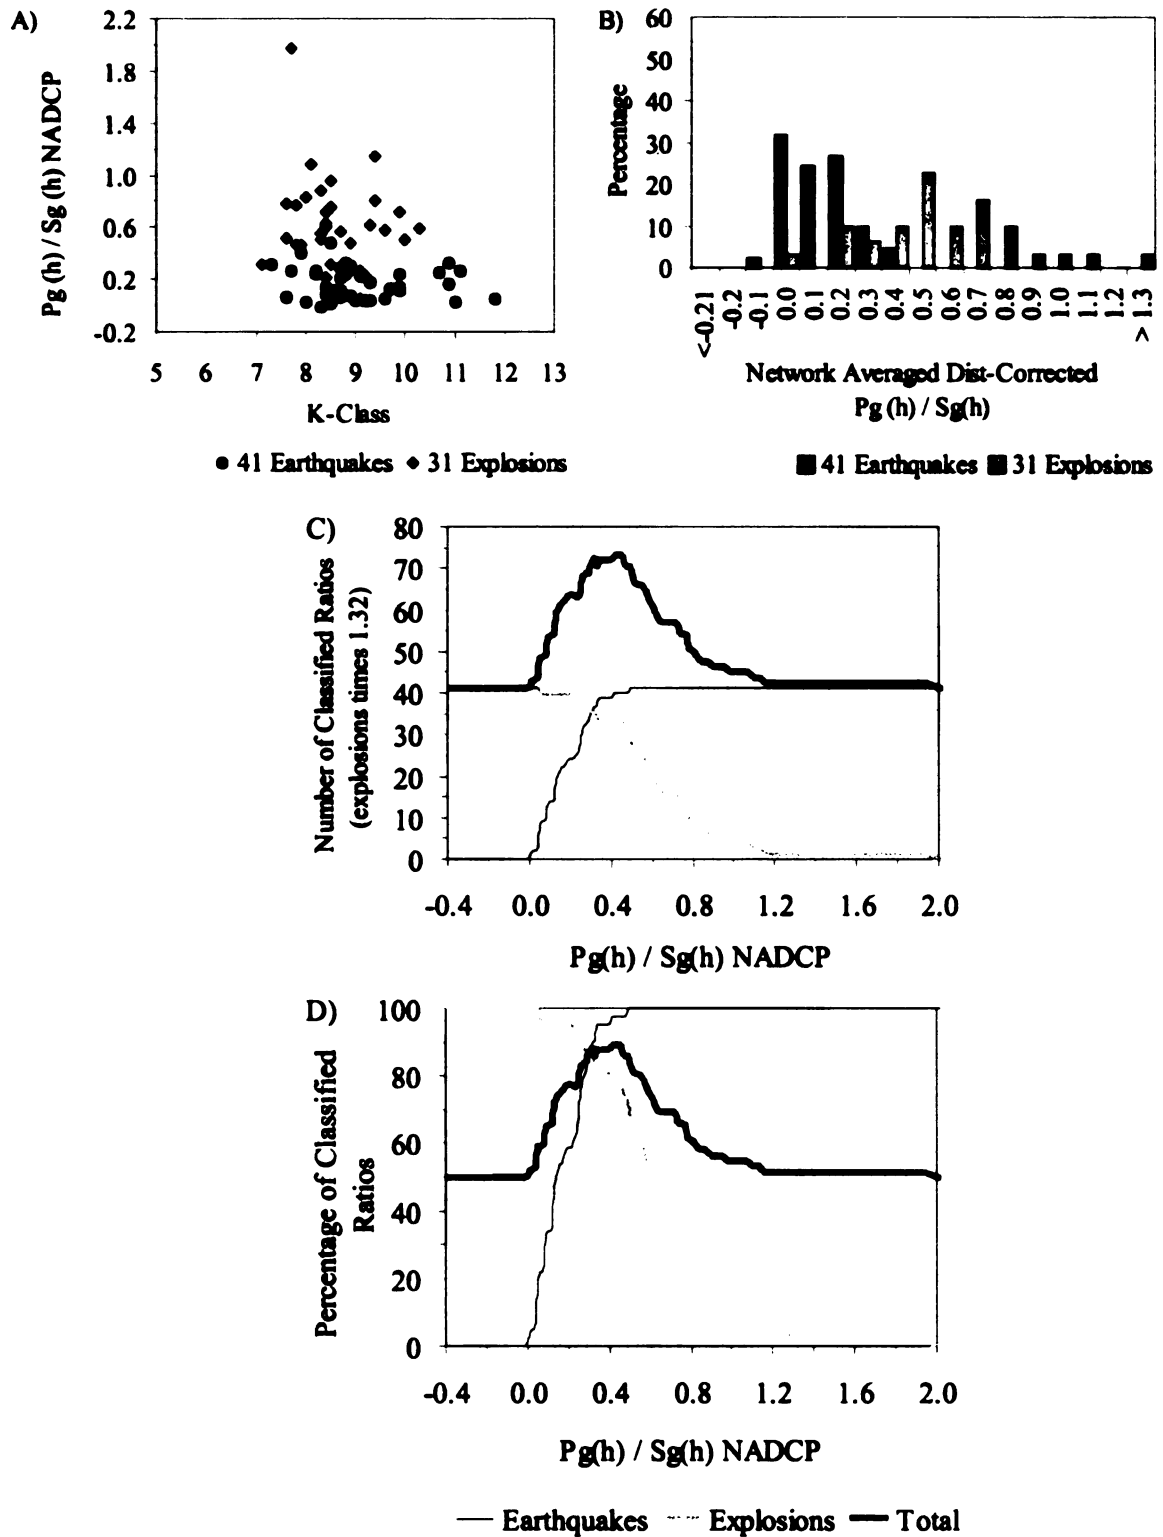 A)
Pg (h) / Sg (h) NADCP
2.2
1.8
1.4
1.0
0.6
0.2
-0.2
5 6 7 8 9 10 11 12 13
K-Class
● 41 Earthquakes ◆ 31 Explosions
B)
Percentage
60
50
40
30
20
10
0
<-0.21 -0.2 -0.1 0.0 0.1 0.2 0.3 0.4 0.5 0.6 0.7 0.8 0.9 1.0 1.1 1.2 > 1.3
Network Averaged Dist-Corrected
Pg (h) / Sg(h)
■ 41 Earthquakes ■ 31 Explosions
C)
Number of Classified Ratios
(explosions times 1.32)
80
70
60
50
40
30
20
10
0
-0.4 0.0 0.4 0.8 1.2 1.6 2.0
Pg(h) / Sg(h) NADCP
D)
Percentage of Classified
Ratios
100
80
60
40
20
0
-0.4 0.0 0.4 0.8 1.2 1.6 2.0
Pg(h) / Sg(h) NADCP
Earthquakes Explosions Total